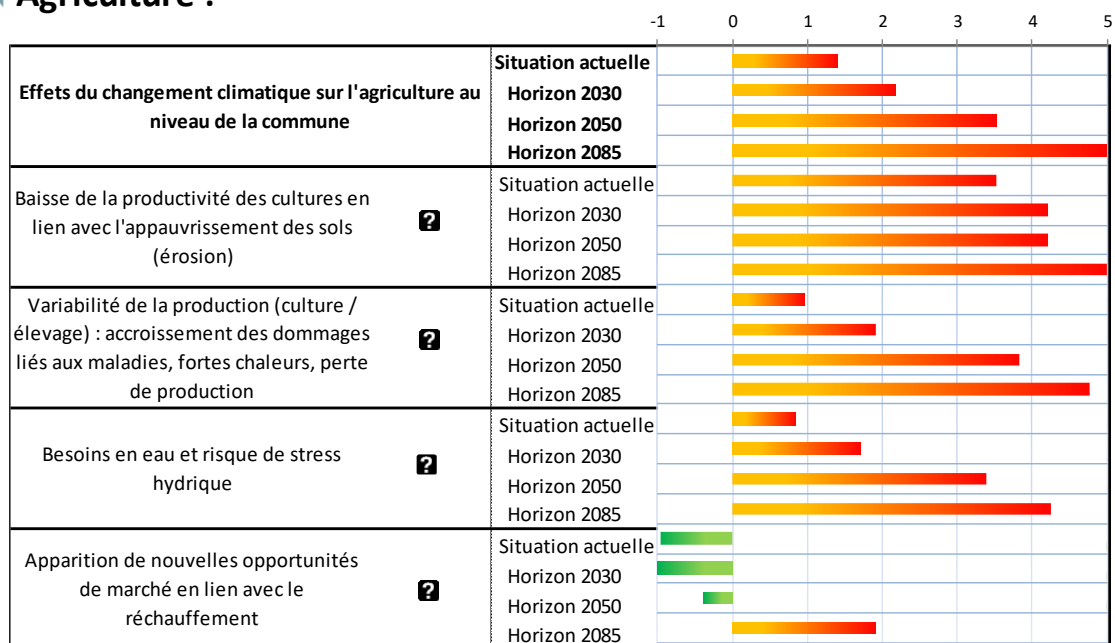 Agriculture :
-1 0 1 2 3 4 5
Effets du changement climatique sur l'agriculture au
niveau de la commune
Situation actuelle
Horizon 2030
Horizon 2050
Horizon 2085
Baisse de la productivité des cultures en
lien avec l'appauvrissement des sols
(érosion)
?
Situation actuelle
Horizon 2030
Horizon 2050
Horizon 2085
Variabilité de la production (culture /
élevage) : accroissement des dommages
liés aux maladies, fortes chaleurs, perte
de production
?
Situation actuelle
Horizon 2030
Horizon 2050
Horizon 2085
Besoins en eau et risque de stress
hydrique
?
Situation actuelle
Horizon 2030
Horizon 2050
Horizon 2085
Apparition de nouvelles opportunités
de marché en lien avec le
réchauffement
?
Situation actuelle
Horizon 2030
Horizon 2050
Horizon 2085